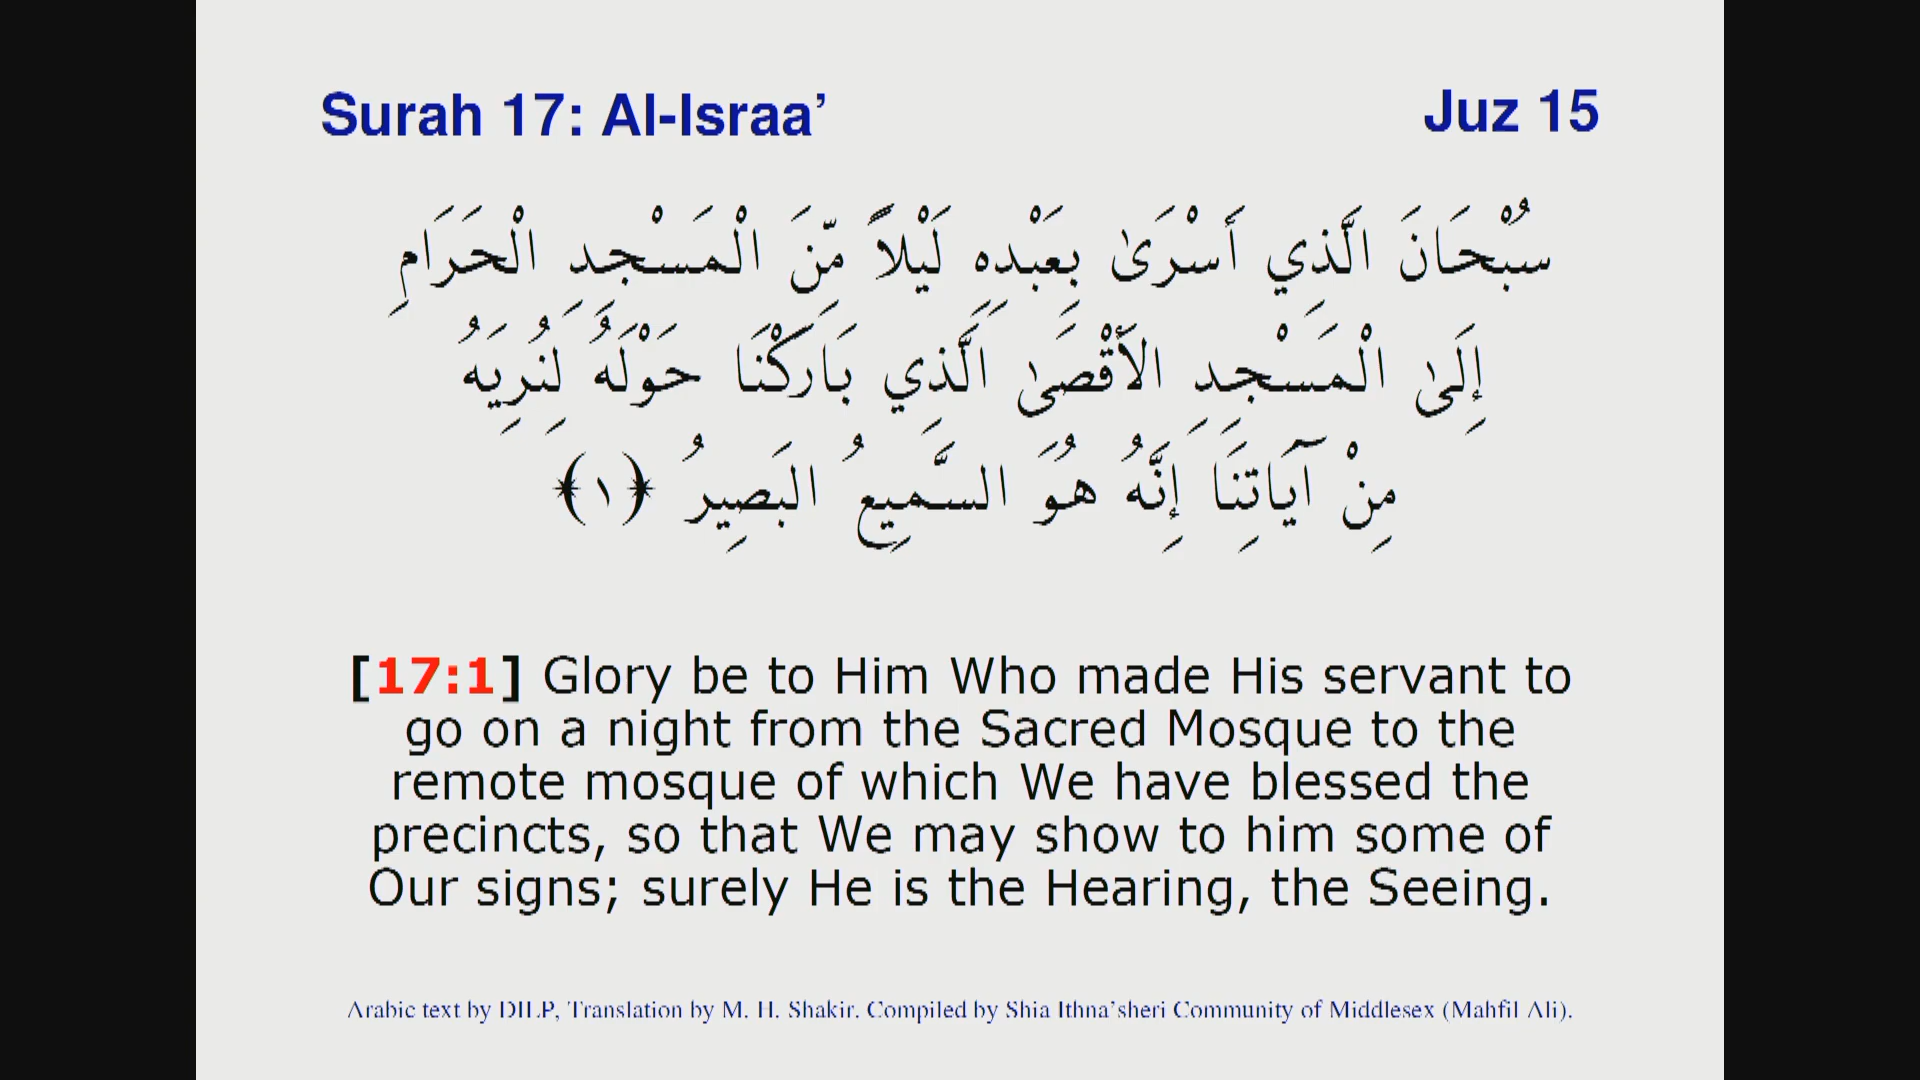 Surah 17: Al-Israa’
Juz 15
سُبْحَانَ الَّذِي أَسْرَىٰ بِعَبْدِهِ لَيْلاً مِّنَ الْمَسْجِدِ الْحَرَامِ
إِلَىٰ الْمَسْجِدِ الأَقْصَىٰ الَّذِي بَارَكْنَا حَوْلَهُ لِنُرِيَهُ
مِنْ آيَاتِنَا إِنَّهُ هُوَ السَّمِيعُ البَصِيرُ ﴿١﴾
[17:1] Glory be to Him Who made His servant to
go on a night from the Sacred Mosque to the
remote mosque of which We have blessed the
precincts, so that We may show to him some of
Our signs; surely He is the Hearing, the Seeing.
Arabic text by DILP, Translation by M. H. Shakir. Compiled by Shia Ithna’sheri Community of Middlesex (Mahfil Ali).